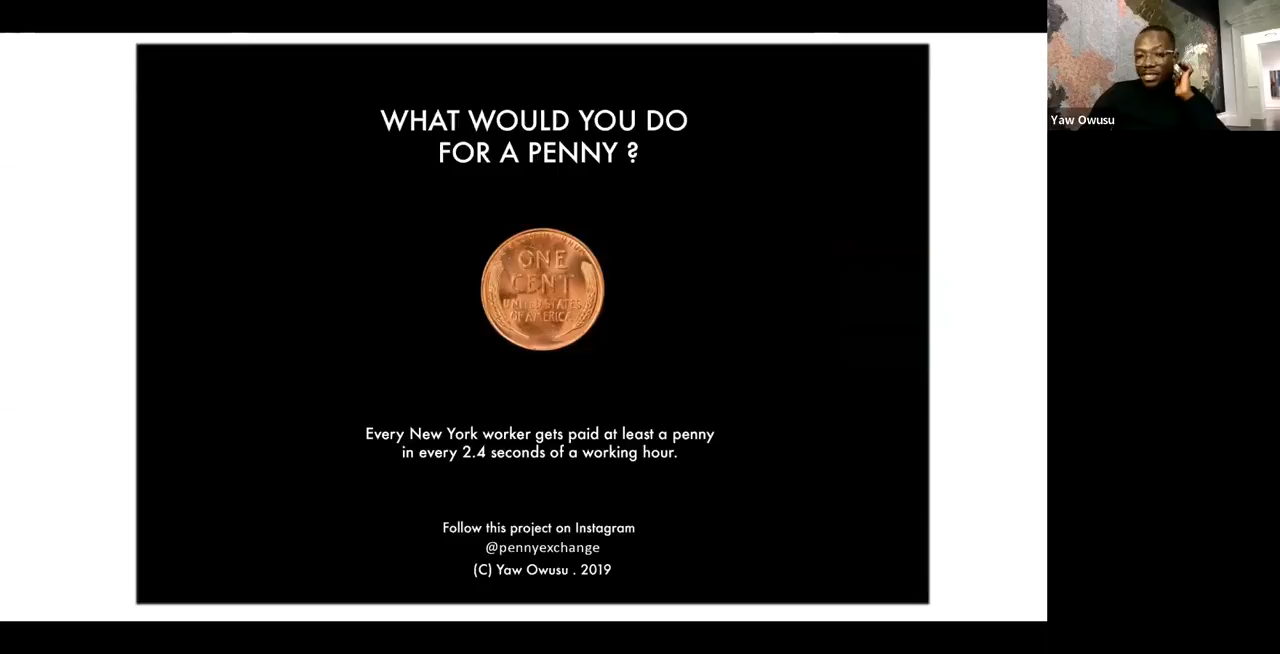 WHAT WOULD YOU DO
FOR A PENNY ?
ONE
CENT
UNITED STATES
OF AMERICA
Every New York worker gets paid at least a penny
in every 2.4 seconds of a working hour.
Follow this project on Instagram
@pennyexchange
(C) Yaw Owusu . 2019
Yaw Owusu